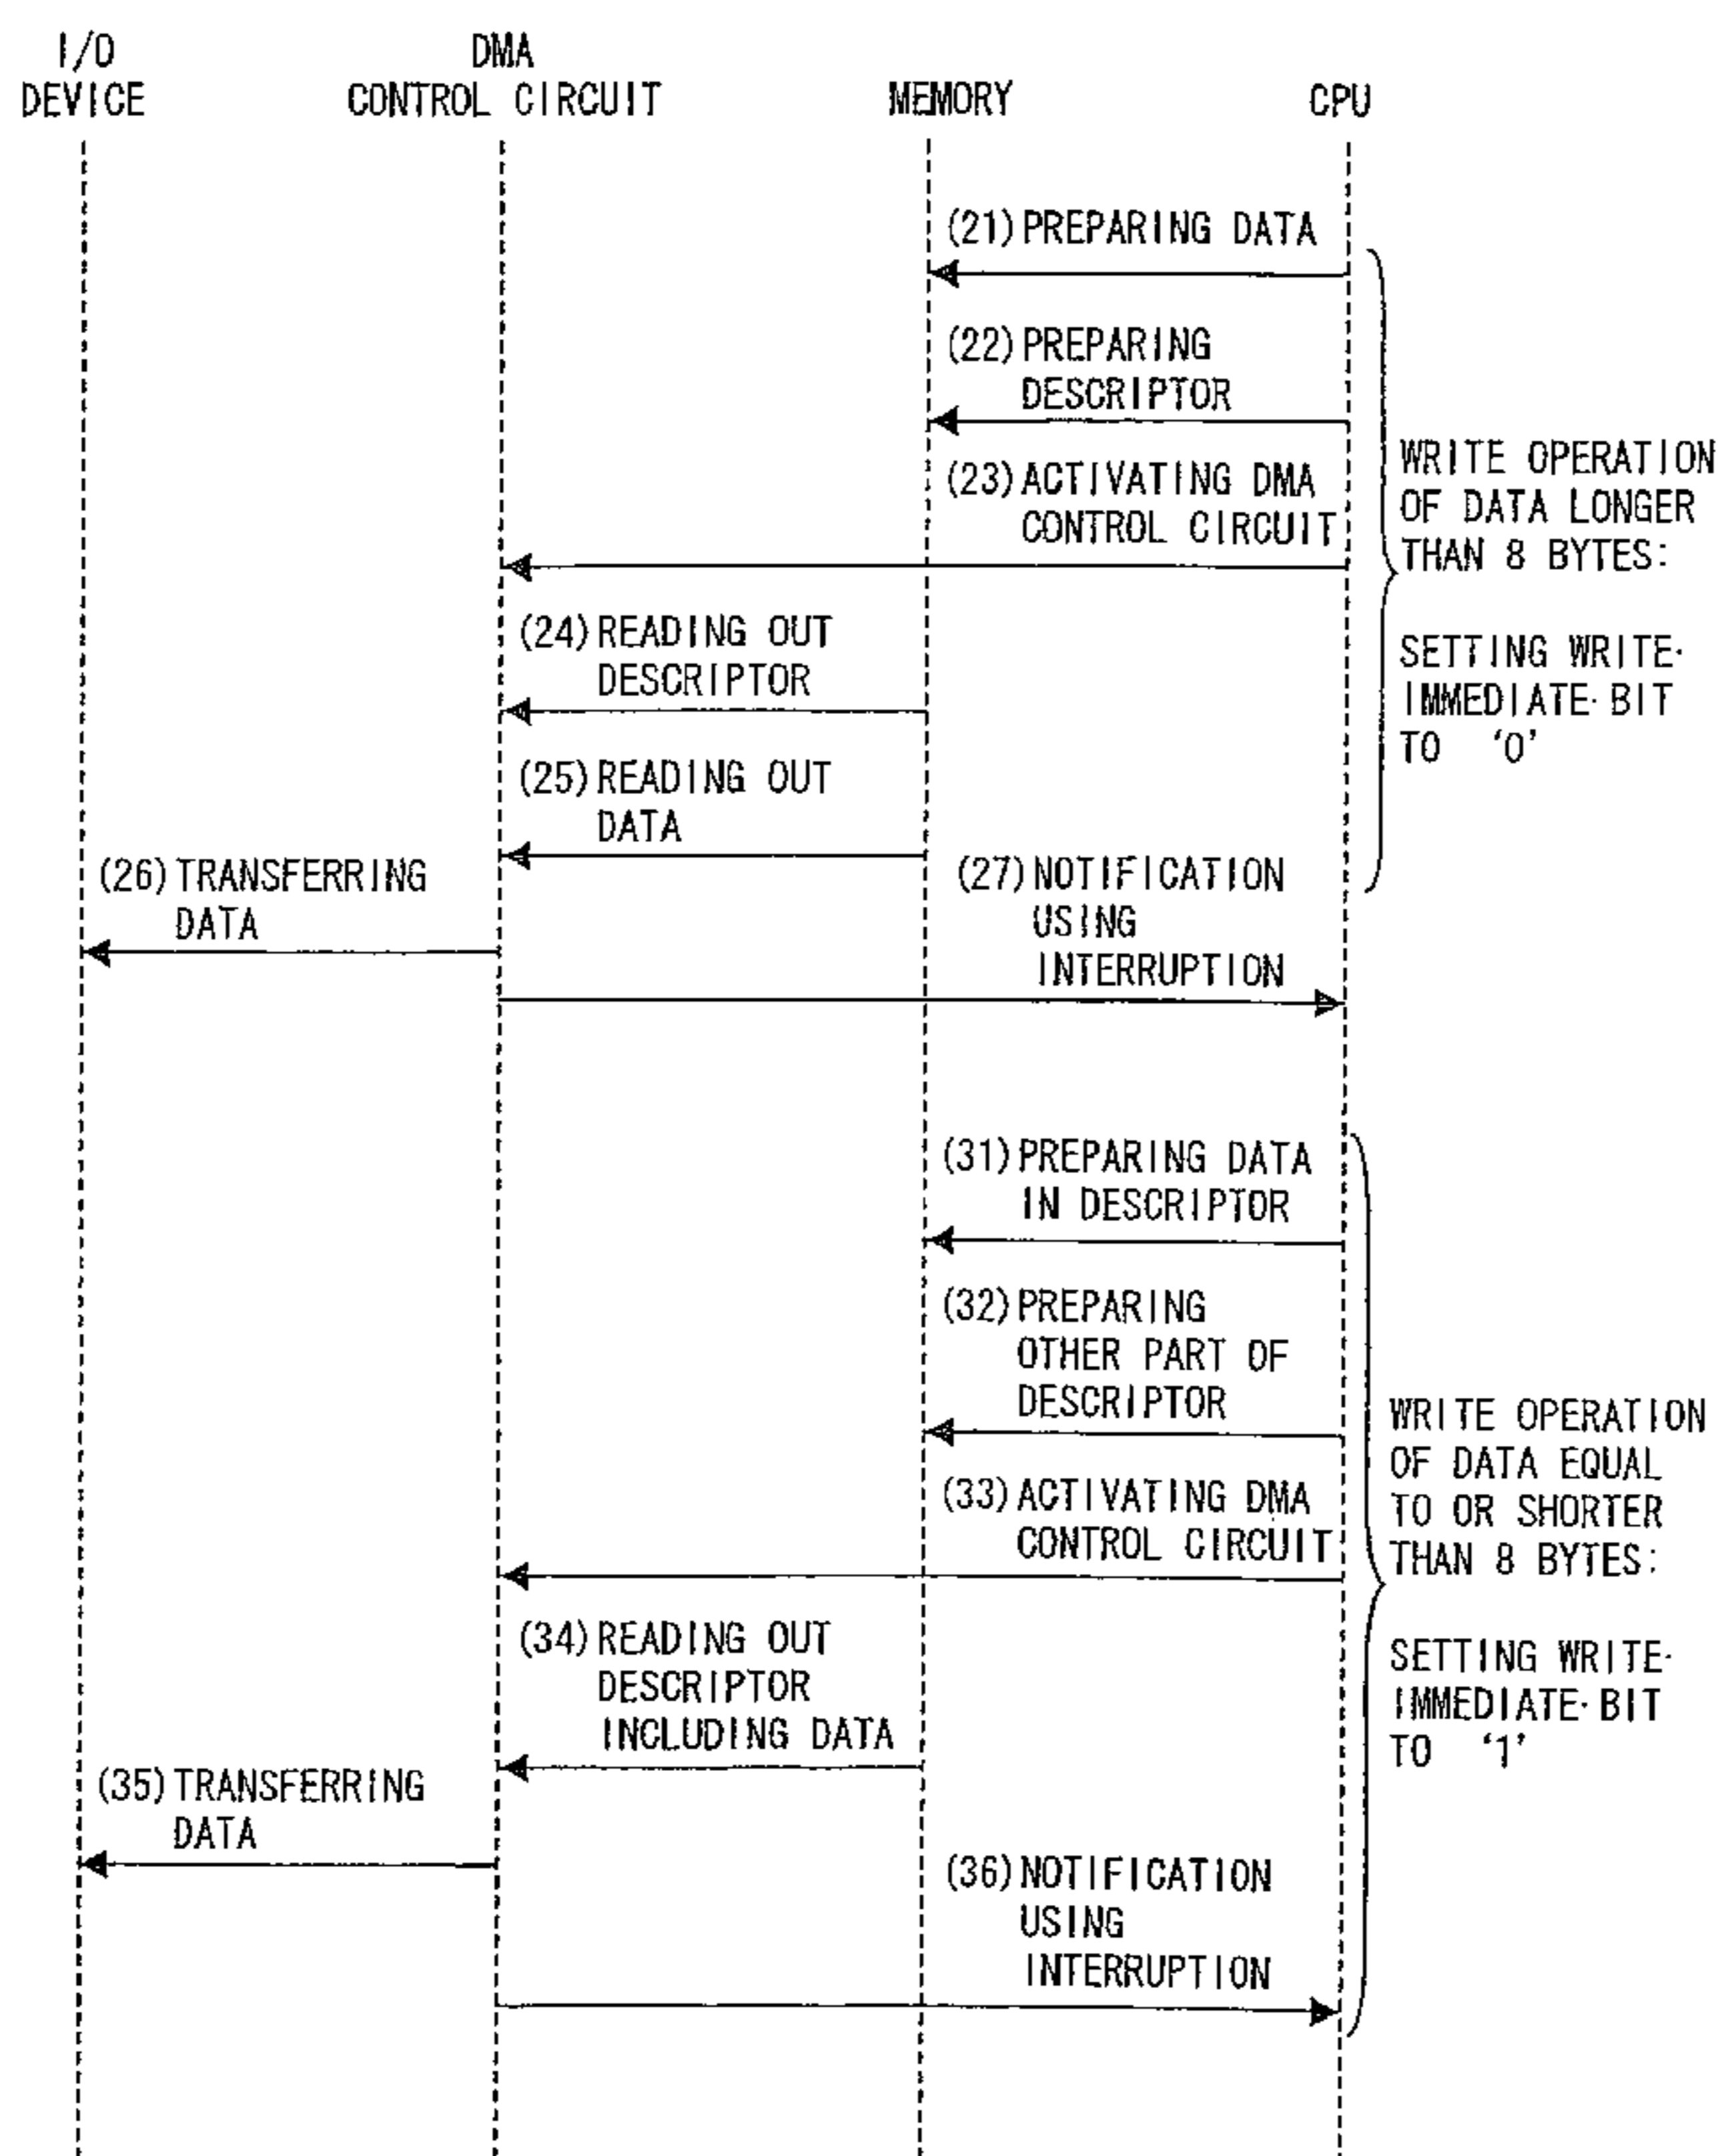 I/O
DEVICE
DMA
CONTROL CIRCUIT
MEMORY
CPU
(21) PREPARING DATA
(22) PREPARING
DESCRIPTOR
(23) ACTIVATING DMA
CONTROL CIRCUIT
WRITE OPERATION
OF DATA LONGER
THAN 8 BYTES:
SETTING WRITE-
IMMEDIATE-BIT
TO '0'
(24) READING OUT
DESCRIPTOR
(25) READING OUT
DATA
(26) TRANSFERRING
DATA
(27) NOTIFICATION
USING
INTERRUPTION
(31) PREPARING DATA
IN DESCRIPTOR
(32) PREPARING
OTHER PART OF
DESCRIPTOR
(33) ACTIVATING DMA
CONTROL CIRCUIT
WRITE OPERATION
OF DATA EQUAL
TO OR SHORTER
THAN 8 BYTES:
SETTING WRITE-
IMMEDIATE-BIT
TO '1'
(34) READING OUT
DESCRIPTOR
INCLUDING DATA
(35) TRANSFERRING
DATA
(36) NOTIFICATION
USING
INTERRUPTION